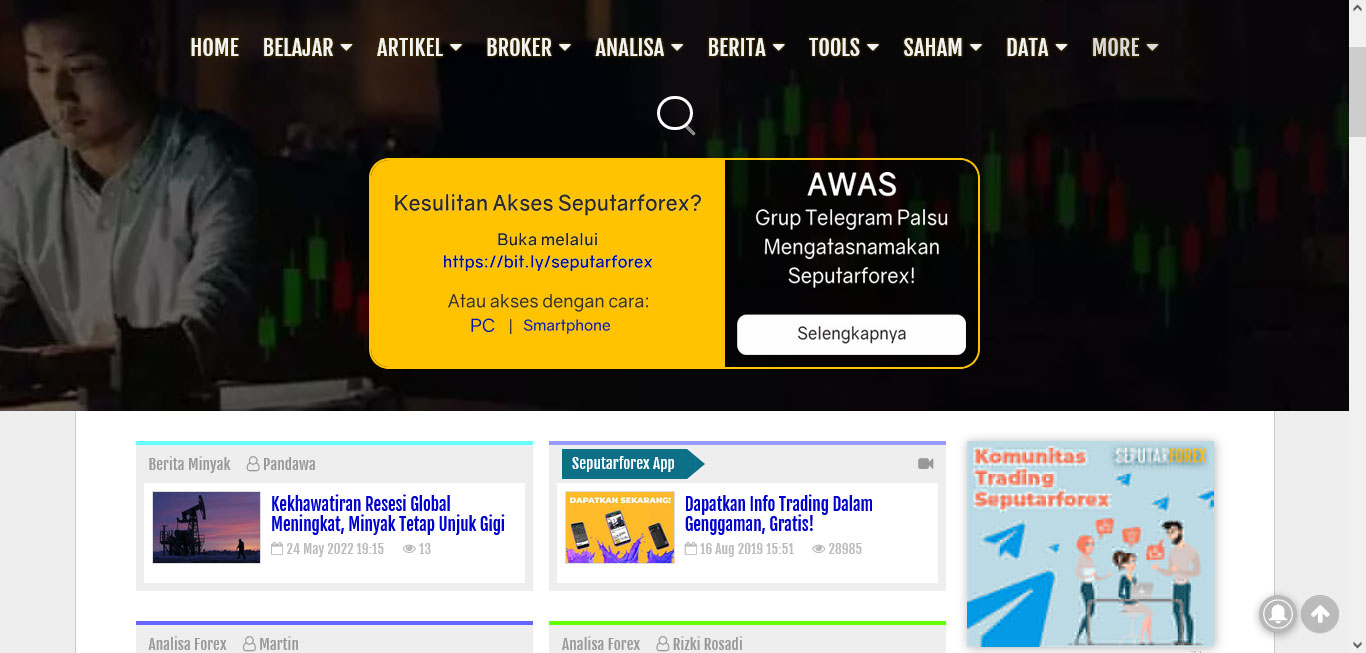 HOME BELAJAR ARTIKEL BROKER ANALISA BERITA TOOLS SAHAM DATA MORE
Kesulitan Akses Seputarforex?
Buka melalui
https://bit.ly/seputarforex
Atau akses dengan cara:
PC | Smartphone
AWAS
Grup Telegram Palsu
Mengatasnamakan
Seputarforex!
Selengkapnya
Berita Minyak Pandawa
Kekhawatiran Resesi Global
Meningkat, Minyak Tetap Unjuk Gigi
24 May 2022 19:15 13
Seputarforex App
DAPATKAN SEKARANG!
Dapatkan Info Trading Dalam
Genggaman, Gratis!
16 Aug 2019 15:51 28985
SEPUTARFOREX
Komunitas
Trading
Seputarforex
Analisa Forex Martin
Analisa Forex Rizki Rosadi